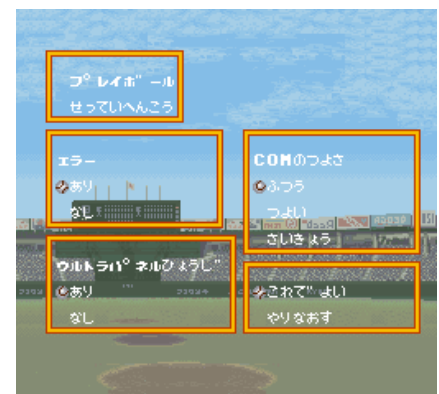 プレイボール
せっていへんこう
エラー
あり
なし
COMのつよさ
ふつう
つよい
さいきょう
ウルトラパネルひょうじ
あり
なし
これでよい
やりなおす